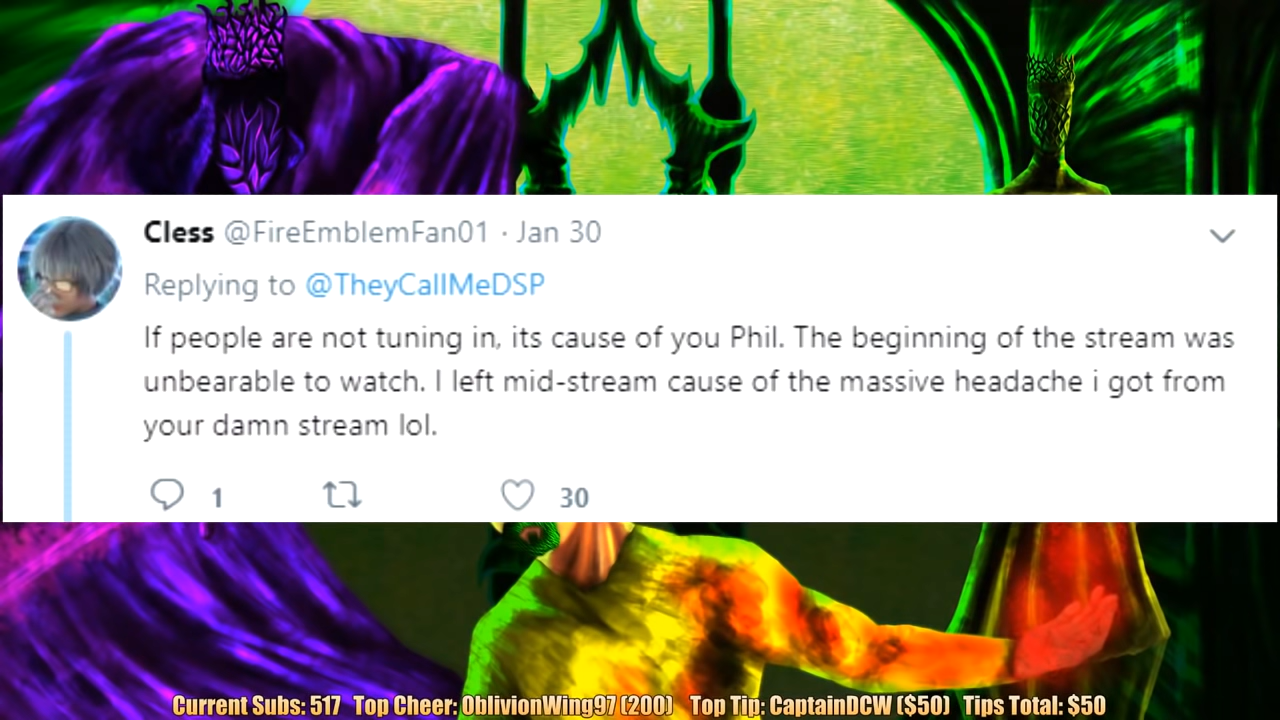 Cless @FireEmblemFan01 · Jan 30
Replying to @TheyCallMeDSP
If people are not tuning in, its cause of you Phil. The beginning of the stream was
unbearable to watch. I left mid-stream cause of the massive headache i got from
your damn stream lol.
1 30
Current Subs: 517 Top Cheer: OblivionWing97 (200) Top Tip: CaptainDCW ($50) Tips Total: $50